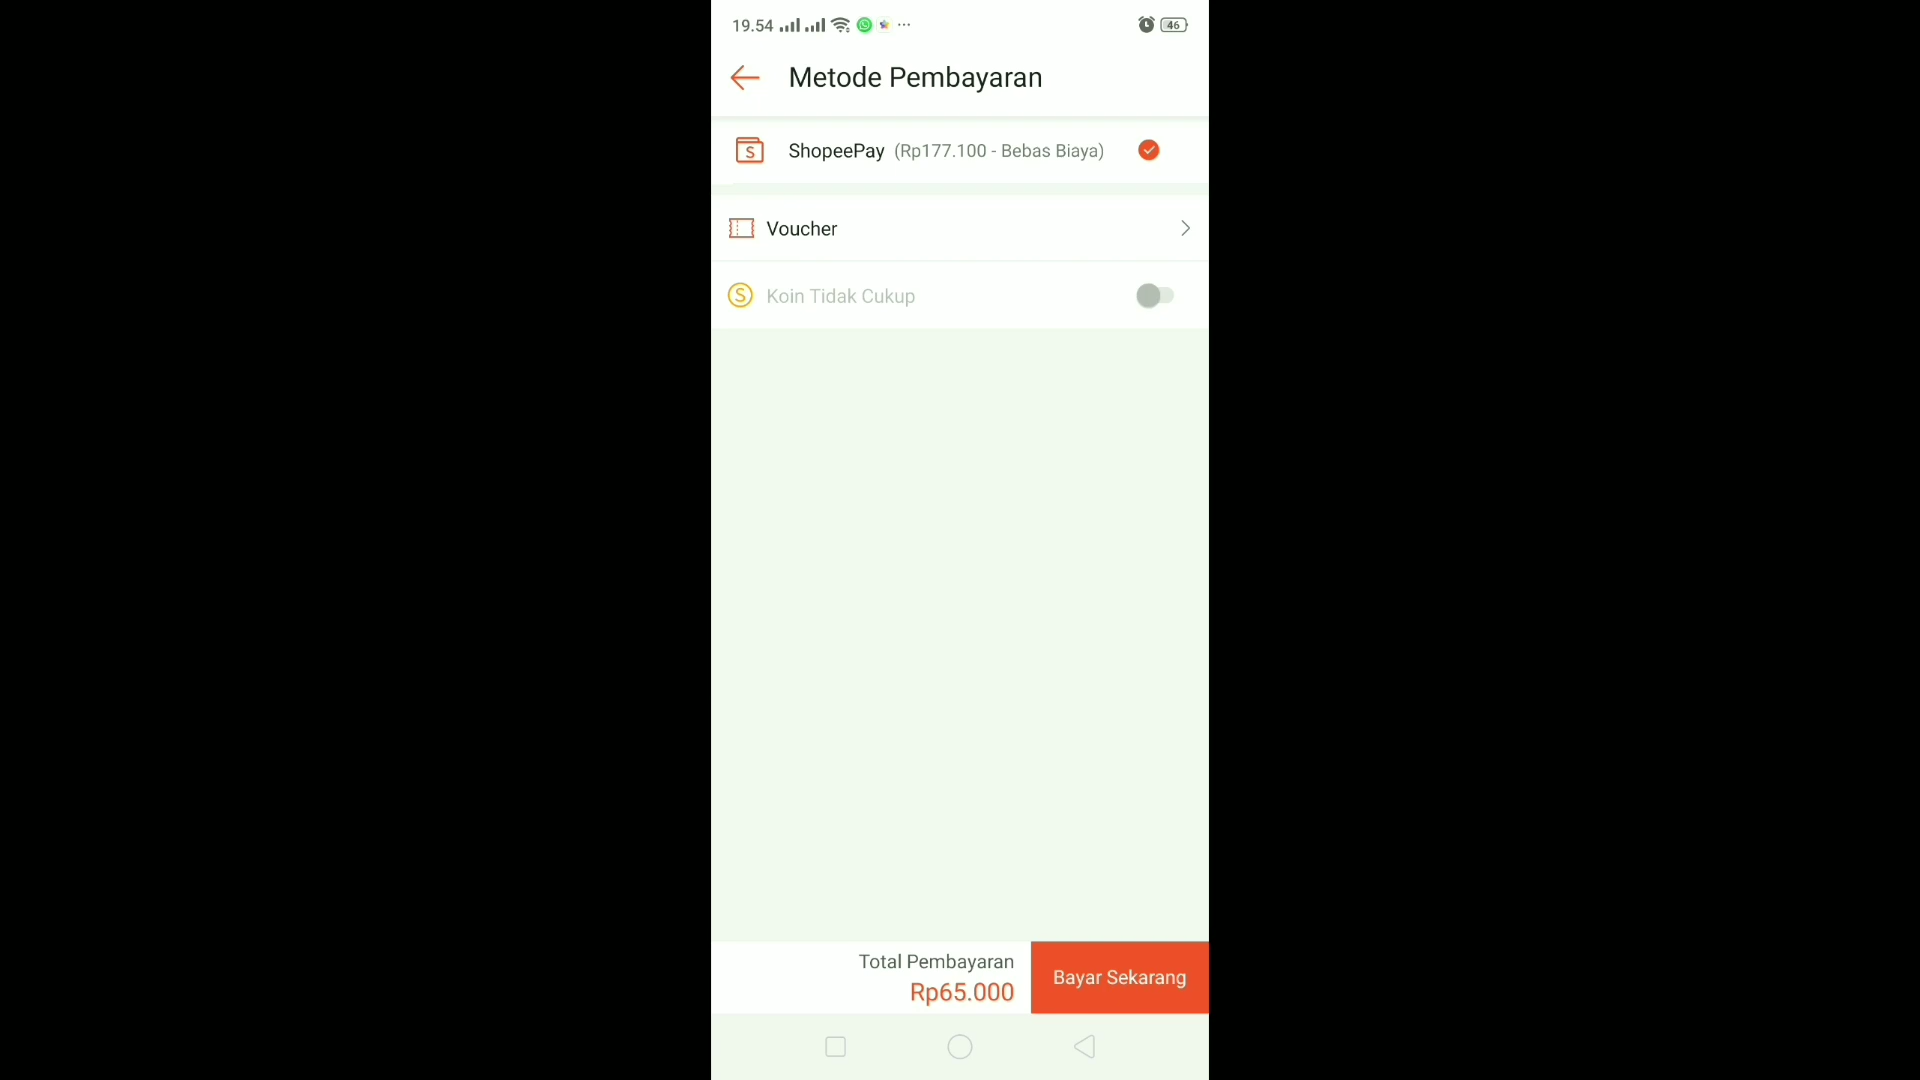 19.54 46
Metode Pembayaran
ShopeePay (Rp177.100 - Bebas Biaya)
Voucher
Koin Tidak Cukup
Total Pembayaran
Rp65.000
Bayar Sekarang